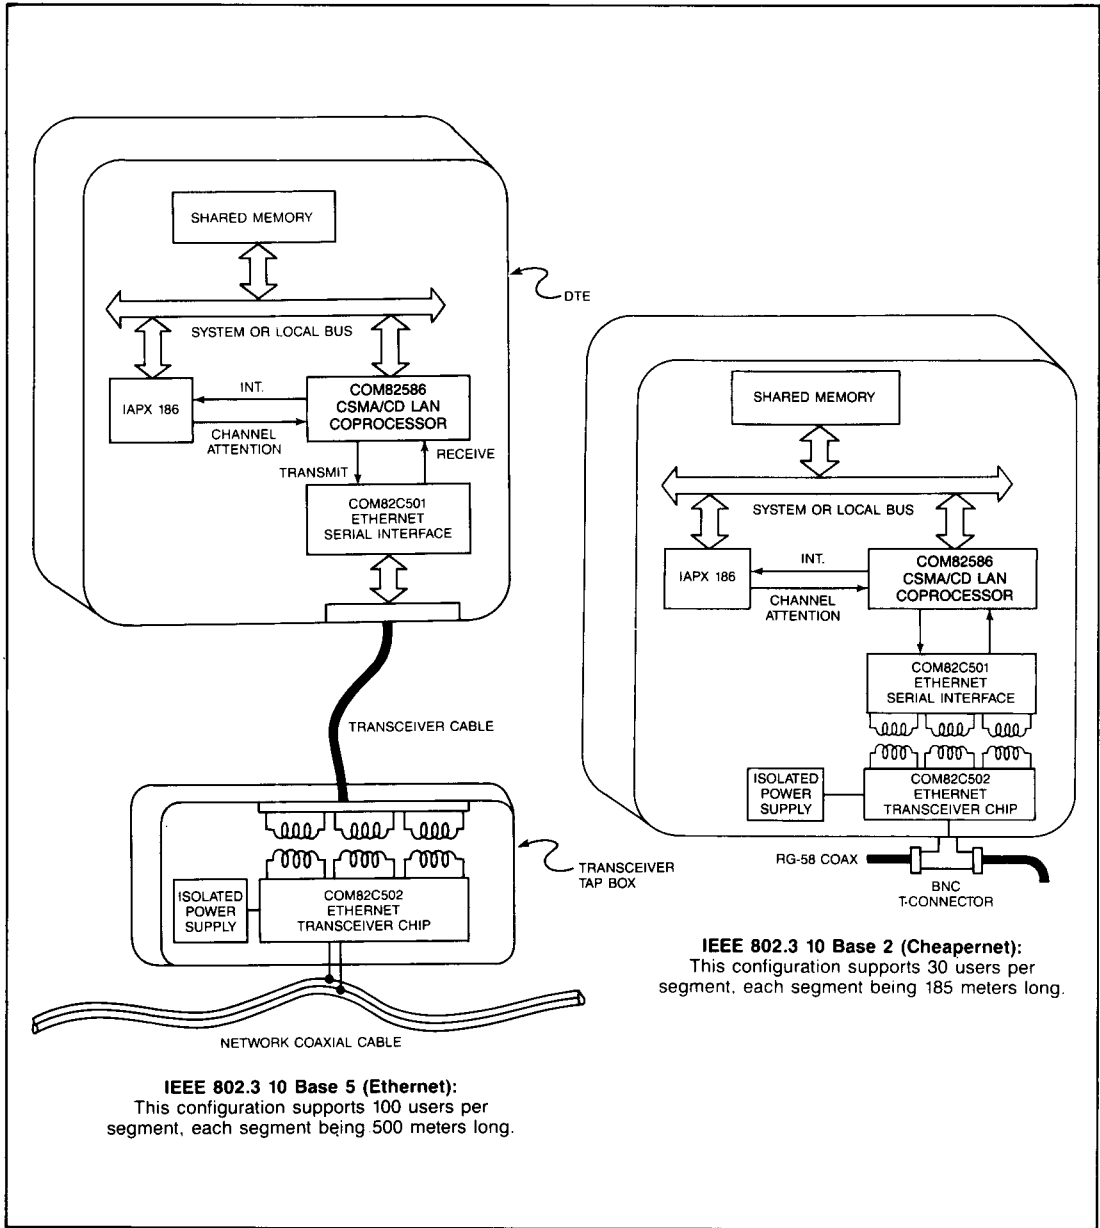 SHARED MEMORY
DTE
SYSTEM OR LOCAL BUS
IAPX 186
INT.
CHANNEL
ATTENTION
COM82586
CSMA/CD LAN
COPROCESSOR
TRANSMIT
RECEIVE
COM82C501
ETHERNET
SERIAL INTERFACE
TRANSCEIVER CABLE
ISOLATED
POWER
SUPPLY
COM82C502
ETHERNET
TRANSCEIVER CHIP
TRANSCEIVER
TAP BOX
NETWORK COAXIAL CABLE
IEEE 802.3 10 Base 5 (Ethernet):
This configuration supports 100 users per
segment, each segment being 500 meters long.
SHARED MEMORY
SYSTEM OR LOCAL BUS
IAPX 186
INT.
CHANNEL
ATTENTION
COM82586
CSMA/CD LAN
COPROCESSOR
COM82C501
ETHERNET
SERIAL INTERFACE
ISOLATED
POWER
SUPPLY
COM82C502
ETHERNET
TRANSCEIVER CHIP
RG-58 COAX
BNC
T-CONNECTOR
IEEE 802.3 10 Base 2 (Cheapernet):
This configuration supports 30 users per
segment, each segment being 185 meters long.